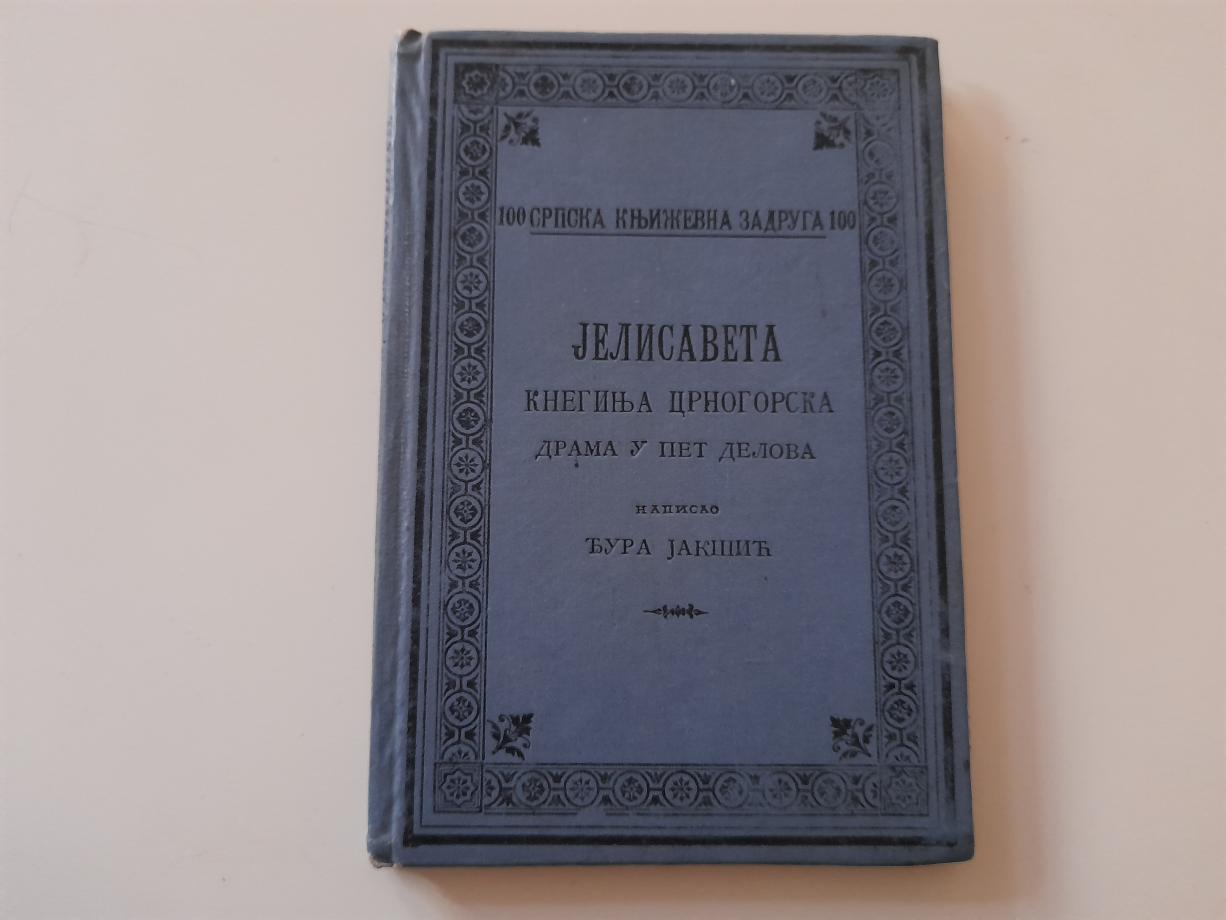 100 СРПСКА КЊИЖЕВНА ЗАДРУГА 100
ЈЕЛИСАВЕТА
КНЕГИЊА ЦРНОГОРСКА
ДРАМА У ПЕТ ДЕЛОВА
НАПИСАО
ЂУРА ЈАКШИЋ